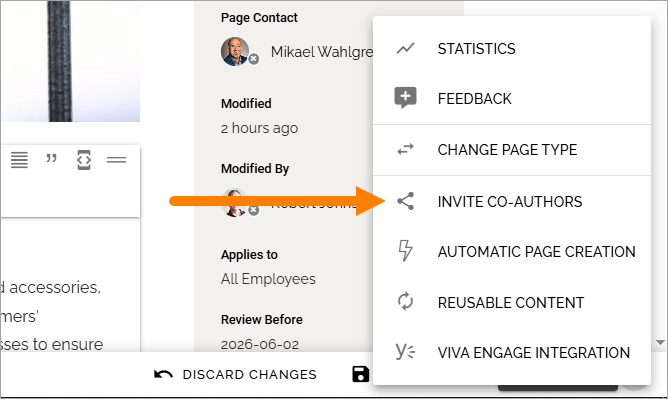 Page Contact
Mikael Wahlgre
Modified
2 hours ago
Modified By
Applies to
All Employees
Review Before
2026-06-02
d accessories,
mers'
sses to ensure
DISCARD CHANGES
STATISTICS
FEEDBACK
CHANGE PAGE TYPE
INVITE CO-AUTHORS
AUTOMATIC PAGE CREATION
REUSABLE CONTENT
VIVA ENGAGE INTEGRATION